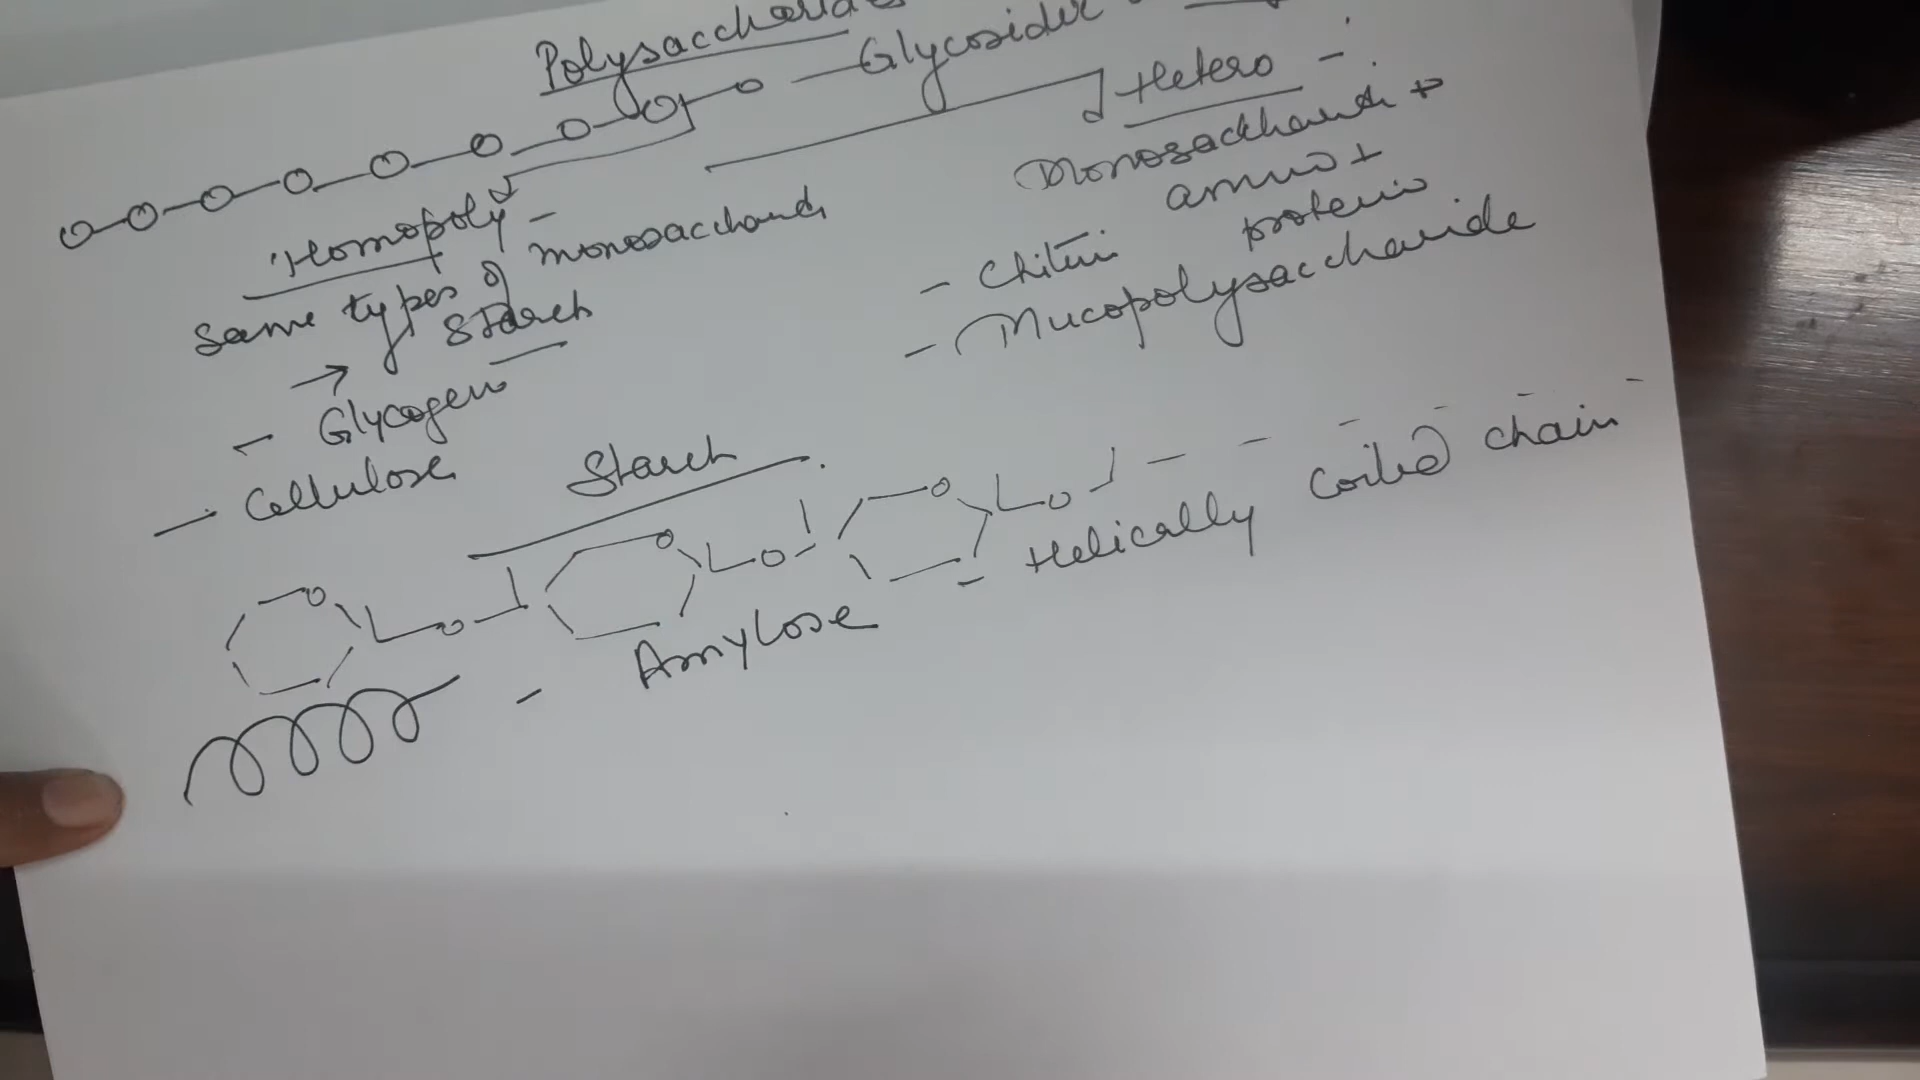 Polysaccharide
Glycosidic
Homopoly -
same types of monosaccharid
→ Starch
- Glycogen
- Cellulose
Hetero -
Monosaccharide +
amino +
protein
- Chitin
- Mucopolysaccharide
Starch
- Amylose - Helically coiled chain